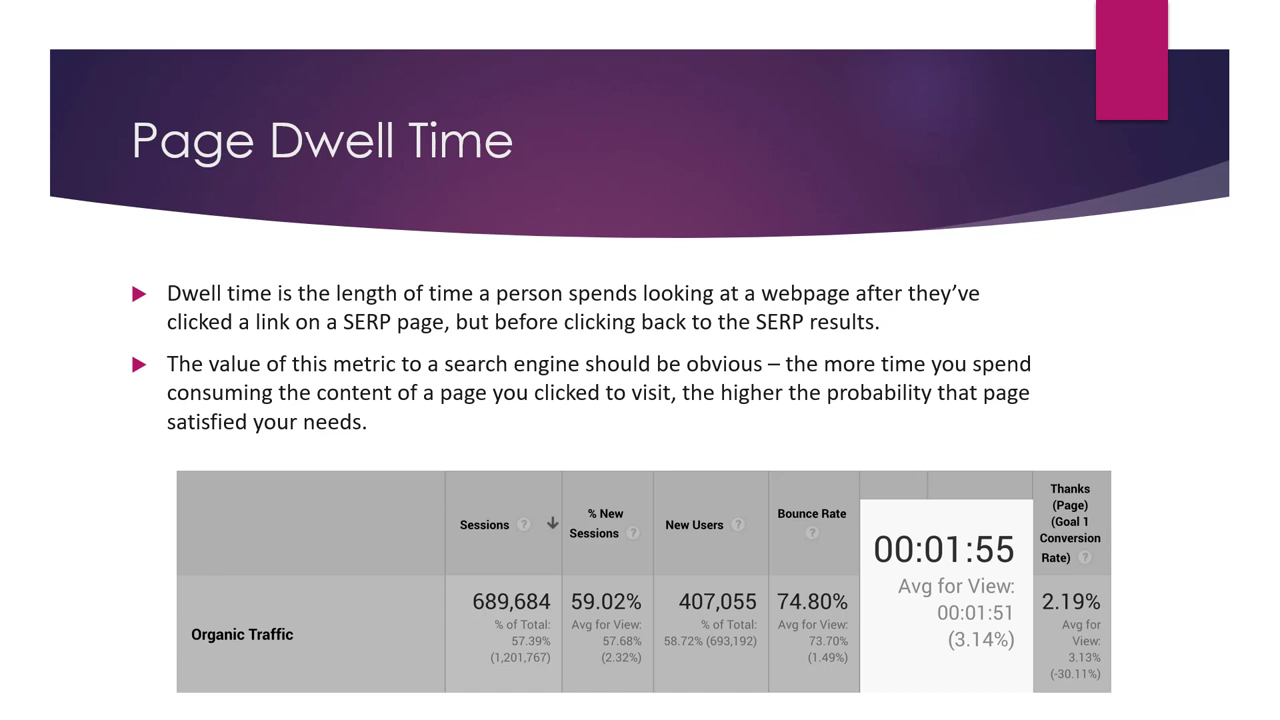 Page Dwell Time
Dwell time is the length of time a person spends looking at a webpage after they’ve
clicked a link on a SERP page, but before clicking back to the SERP results.
The value of this metric to a search engine should be obvious – the more time you spend
consuming the content of a page you clicked to visit, the higher the probability that page
satisfied your needs.
Sessions ?
% New
Sessions ?
New Users ?
Bounce Rate
?
Thanks
(Page)
(Goal 1
Conversion
Rate) ?
Organic Traffic
689,684
% of Total:
57.39%
(1,201,767)
59.02%
Avg for View:
57.68%
(2.32%)
407,055
% of Total:
58.72% (693,192)
74.80%
Avg for View:
73.70%
(1.49%)
00:01:55
Avg for View:
00:01:51
(3.14%)
2.19%
Avg for
View:
3.13%
(-30.11%)